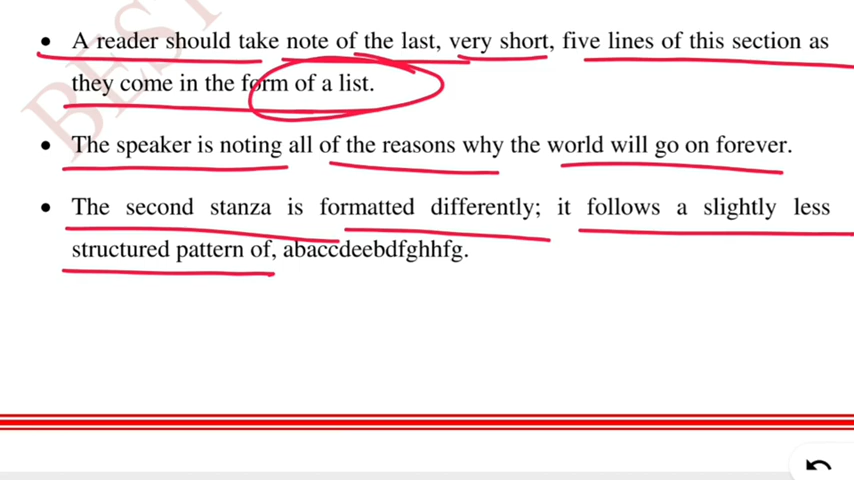 BEST
• A reader should take note of the last, very short, five lines of this section as
they come in the form of a list.
• The speaker is noting all of the reasons why the world will go on forever.
• The second stanza is formatted differently; it follows a slightly less
structured pattern of, abaccdeebdfghhfg.